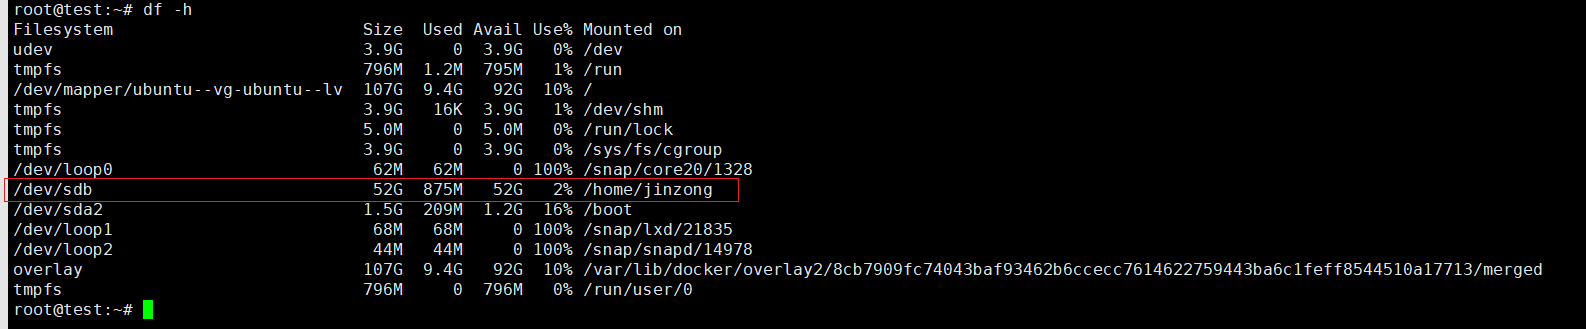 root@test:~# df -h
Filesystem                         Size  Used Avail Use% Mounted on
udev                               3.9G     0  3.9G   0% /dev
tmpfs                              796M  1.2M  795M   1% /run
/dev/mapper/ubuntu--vg-ubuntu--lv  107G  9.4G   92G  10% /
tmpfs                              3.9G   16K  3.9G   1% /dev/shm
tmpfs                              5.0M     0  5.0M   0% /run/lock
tmpfs                              3.9G     0  3.9G   0% /sys/fs/cgroup
/dev/loop0                          62M   62M     0 100% /snap/core20/1328
/dev/sdb                            52G  875M   52G   2% /home/jinzong
/dev/sda2                          1.5G  209M  1.2G  16% /boot
/dev/loop1                          68M   68M     0 100% /snap/lxd/21835
/dev/loop2                          44M   44M     0 100% /snap/snapd/14978
overlay                            107G  9.4G   92G  10% /var/lib/docker/overlay2/8cb7909fc74043baf93462b6ccecc7614622759443ba6c1feff8544510a17713/merged
tmpfs                              796M     0  796M   0% /run/user/0
root@test:~#